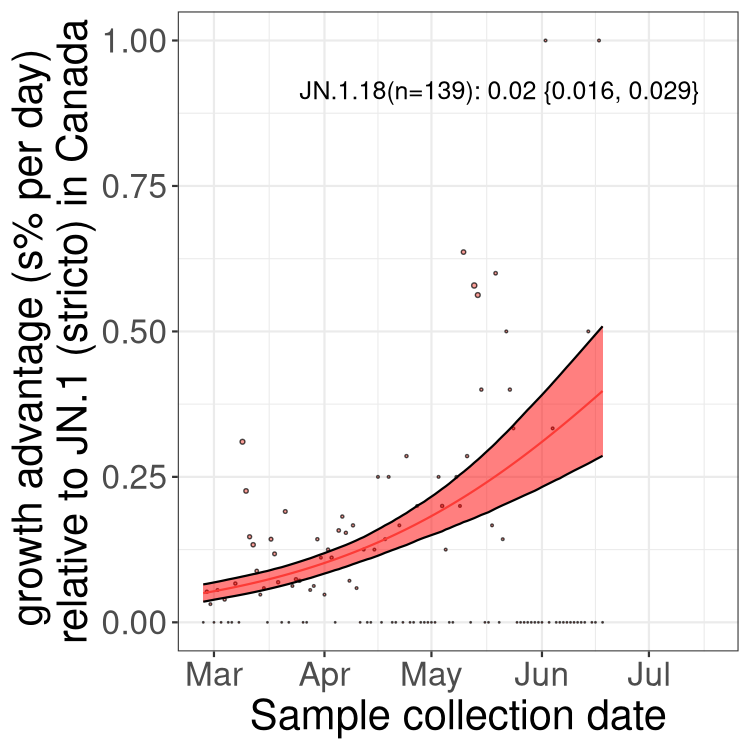 growth advantage (s% per day)
relative to JN.1 (stricto) in Canada
1.00
0.75
0.50
0.25
0.00
JN.1.18(n=139): 0.02 {0.016, 0.029}
Mar Apr May Jun Jul
Sample collection date